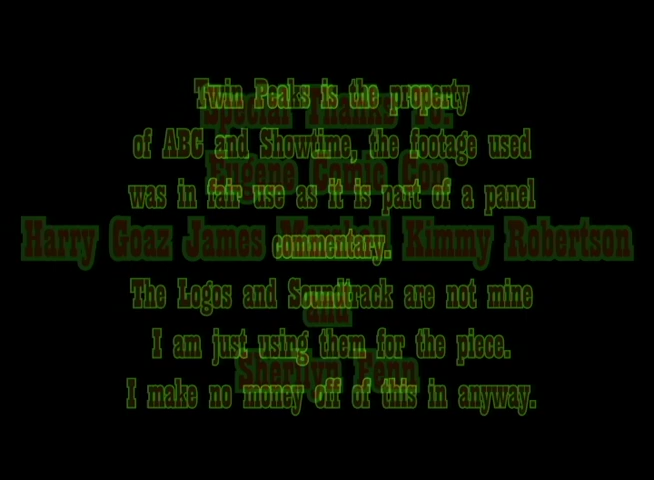 Twin Peaks is the property
Special Thanks to:
of ABC and Showtime, the footage used
Eugene Comic Con
was in fair use as it is part of a panel
Harry Goaz James Marshall Kimmy Robertson
commentary.
The Logos and Soundtrack are not mine
and
I am just using them for the piece.
Sherilyn Fenn
I make no money off of this in anyway.